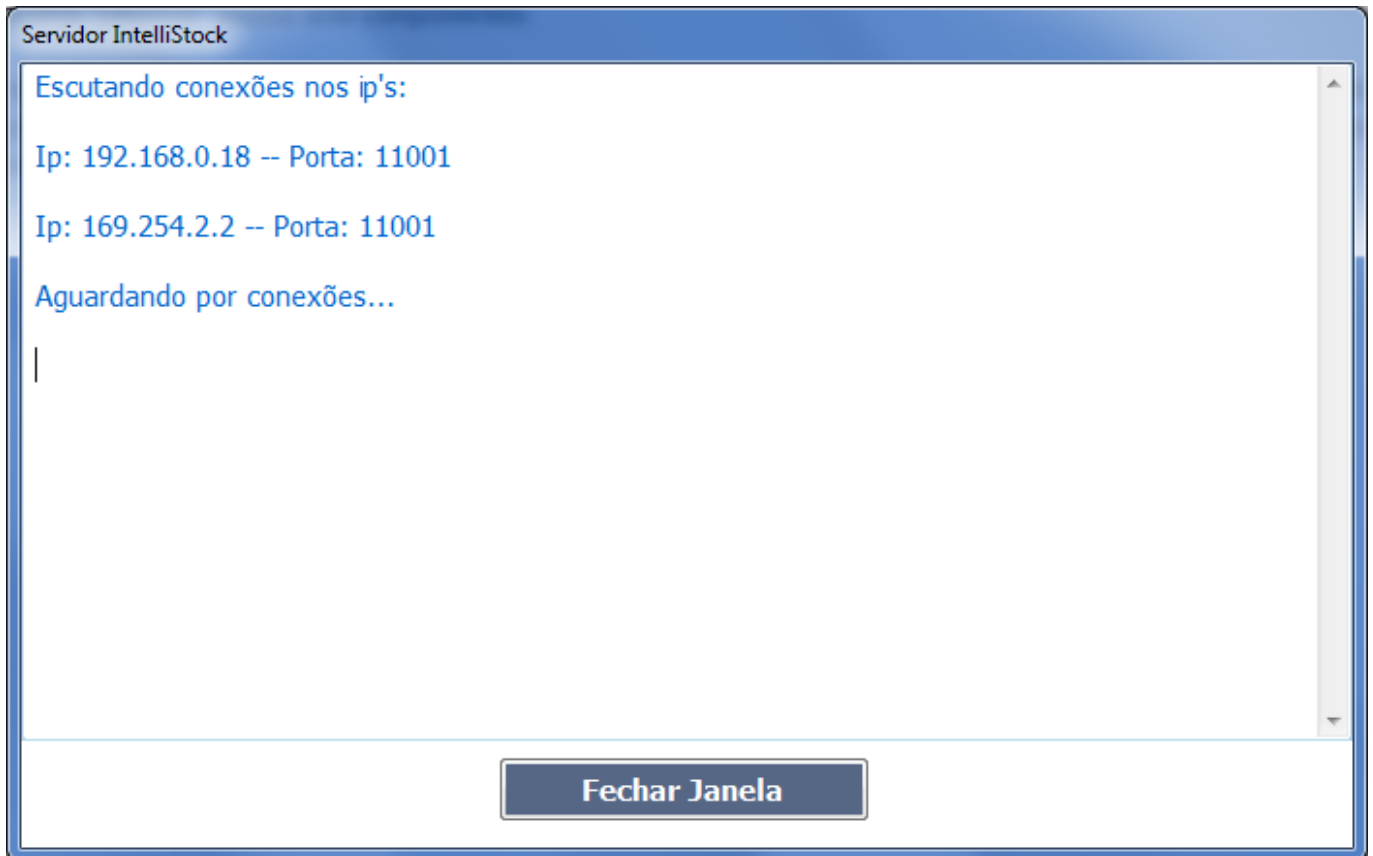 Servidor IntelliStock
Escutando conexões nos ip's:
Ip: 192.168.0.18 -- Porta: 11001
Ip: 169.254.2.2 -- Porta: 11001
Aguardando por conexões...
Fechar Janela